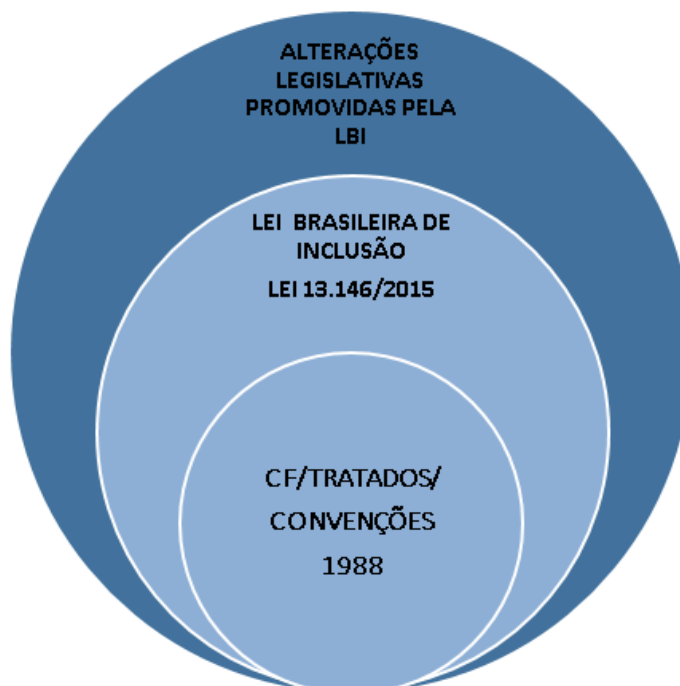 ALTERAÇÕES
LEGISLATIVAS
PROMOVIDAS PELA
LBI
LEI BRASILEIRA DE
INCLUSÃO
LEI 13.146/2015
CF/TRATADOS/
CONVENÇÕES
1988